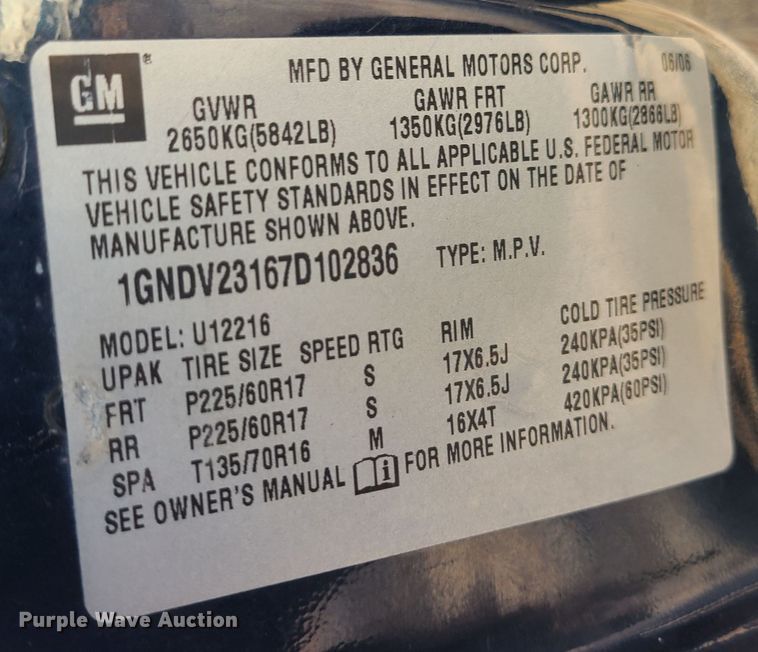 GM®
MFD BY GENERAL MOTORS CORP. 06/06
GVWR GAWR FRT GAWR RR
2650KG(5842LB) 1350KG(2976LB) 1300KG(2866LB)
THIS VEHICLE CONFORMS TO ALL APPLICABLE U.S. FEDERAL MOTOR
VEHICLE SAFETY STANDARDS IN EFFECT ON THE DATE OF
MANUFACTURE SHOWN ABOVE.
1GNDV23167D102836 TYPE: M.P.V.
MODEL: U12216
UPAK TIRE SIZE SPEED RTG RIM COLD TIRE PRESSURE
FRT P225/60R17 S 17X6.5J 240KPA(35PSI)
RR P225/60R17 S 17X6.5J 240KPA(35PSI)
SPA T135/70R16 M 16X4T 420KPA(60PSI)
SEE OWNER'S MANUAL i FOR MORE INFORMATION.
Purple Wave Auction